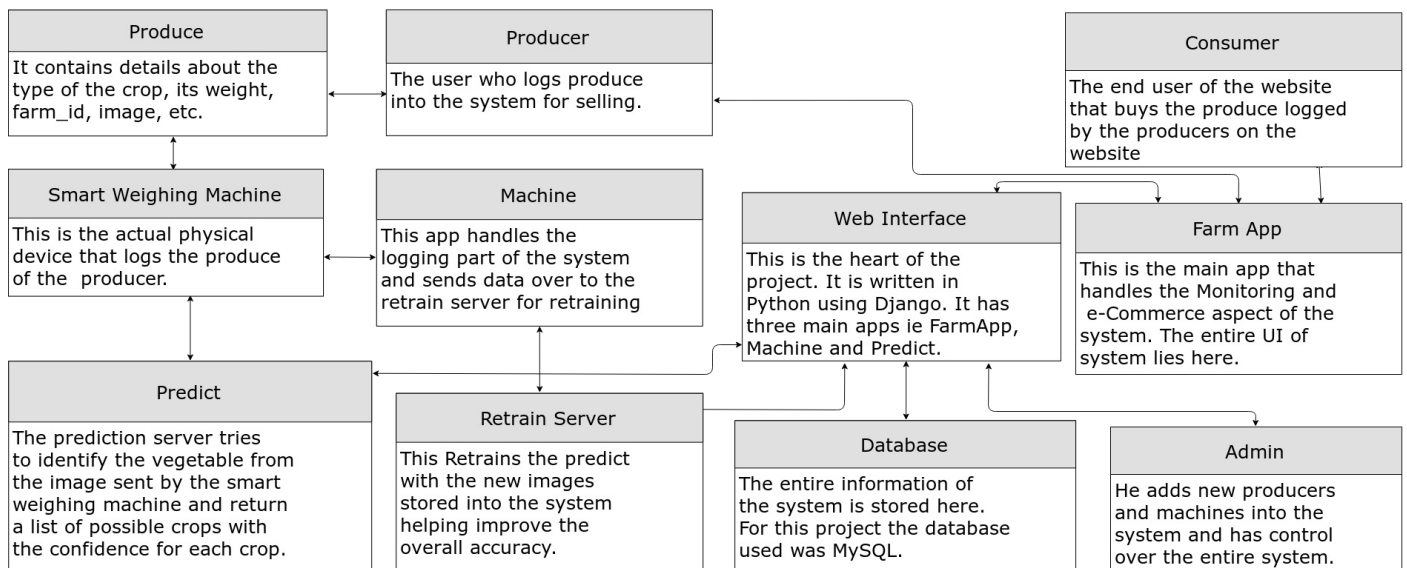 Produce
It contains details about the
type of the crop, its weight,
farm_id, image, etc.
Producer
The user who logs produce
into the system for selling.
Consumer
The end user of the website
that buys the produce logged
by the producers on the
website
Smart Weighing Machine
This is the actual physical
device that logs the produce
of the  producer.
Machine
This app handles the
logging part of the system
and sends data over to the
retrain server for retraining
Web Interface
This is the heart of the
project. It is written in
Python using Django. It has
three main apps ie FarmApp,
Machine and Predict.
Farm App
This is the main app that
handles the Monitoring and
e-Commerce aspect of the
system. The entire UI of
system lies here.
Predict
The prediction server tries
to identify the vegetable from
the image sent by the smart
weighing machine and return
a list of possible crops with
the confidence for each crop.
Retrain Server
This Retrains the predict
with the new images
stored into the system
helping improve the
overall accuracy.
Database
The entire information of
the system is stored here.
For this project the database
used was MySQL.
Admin
He adds new producers
and machines into the
system and has control
over the entire system.